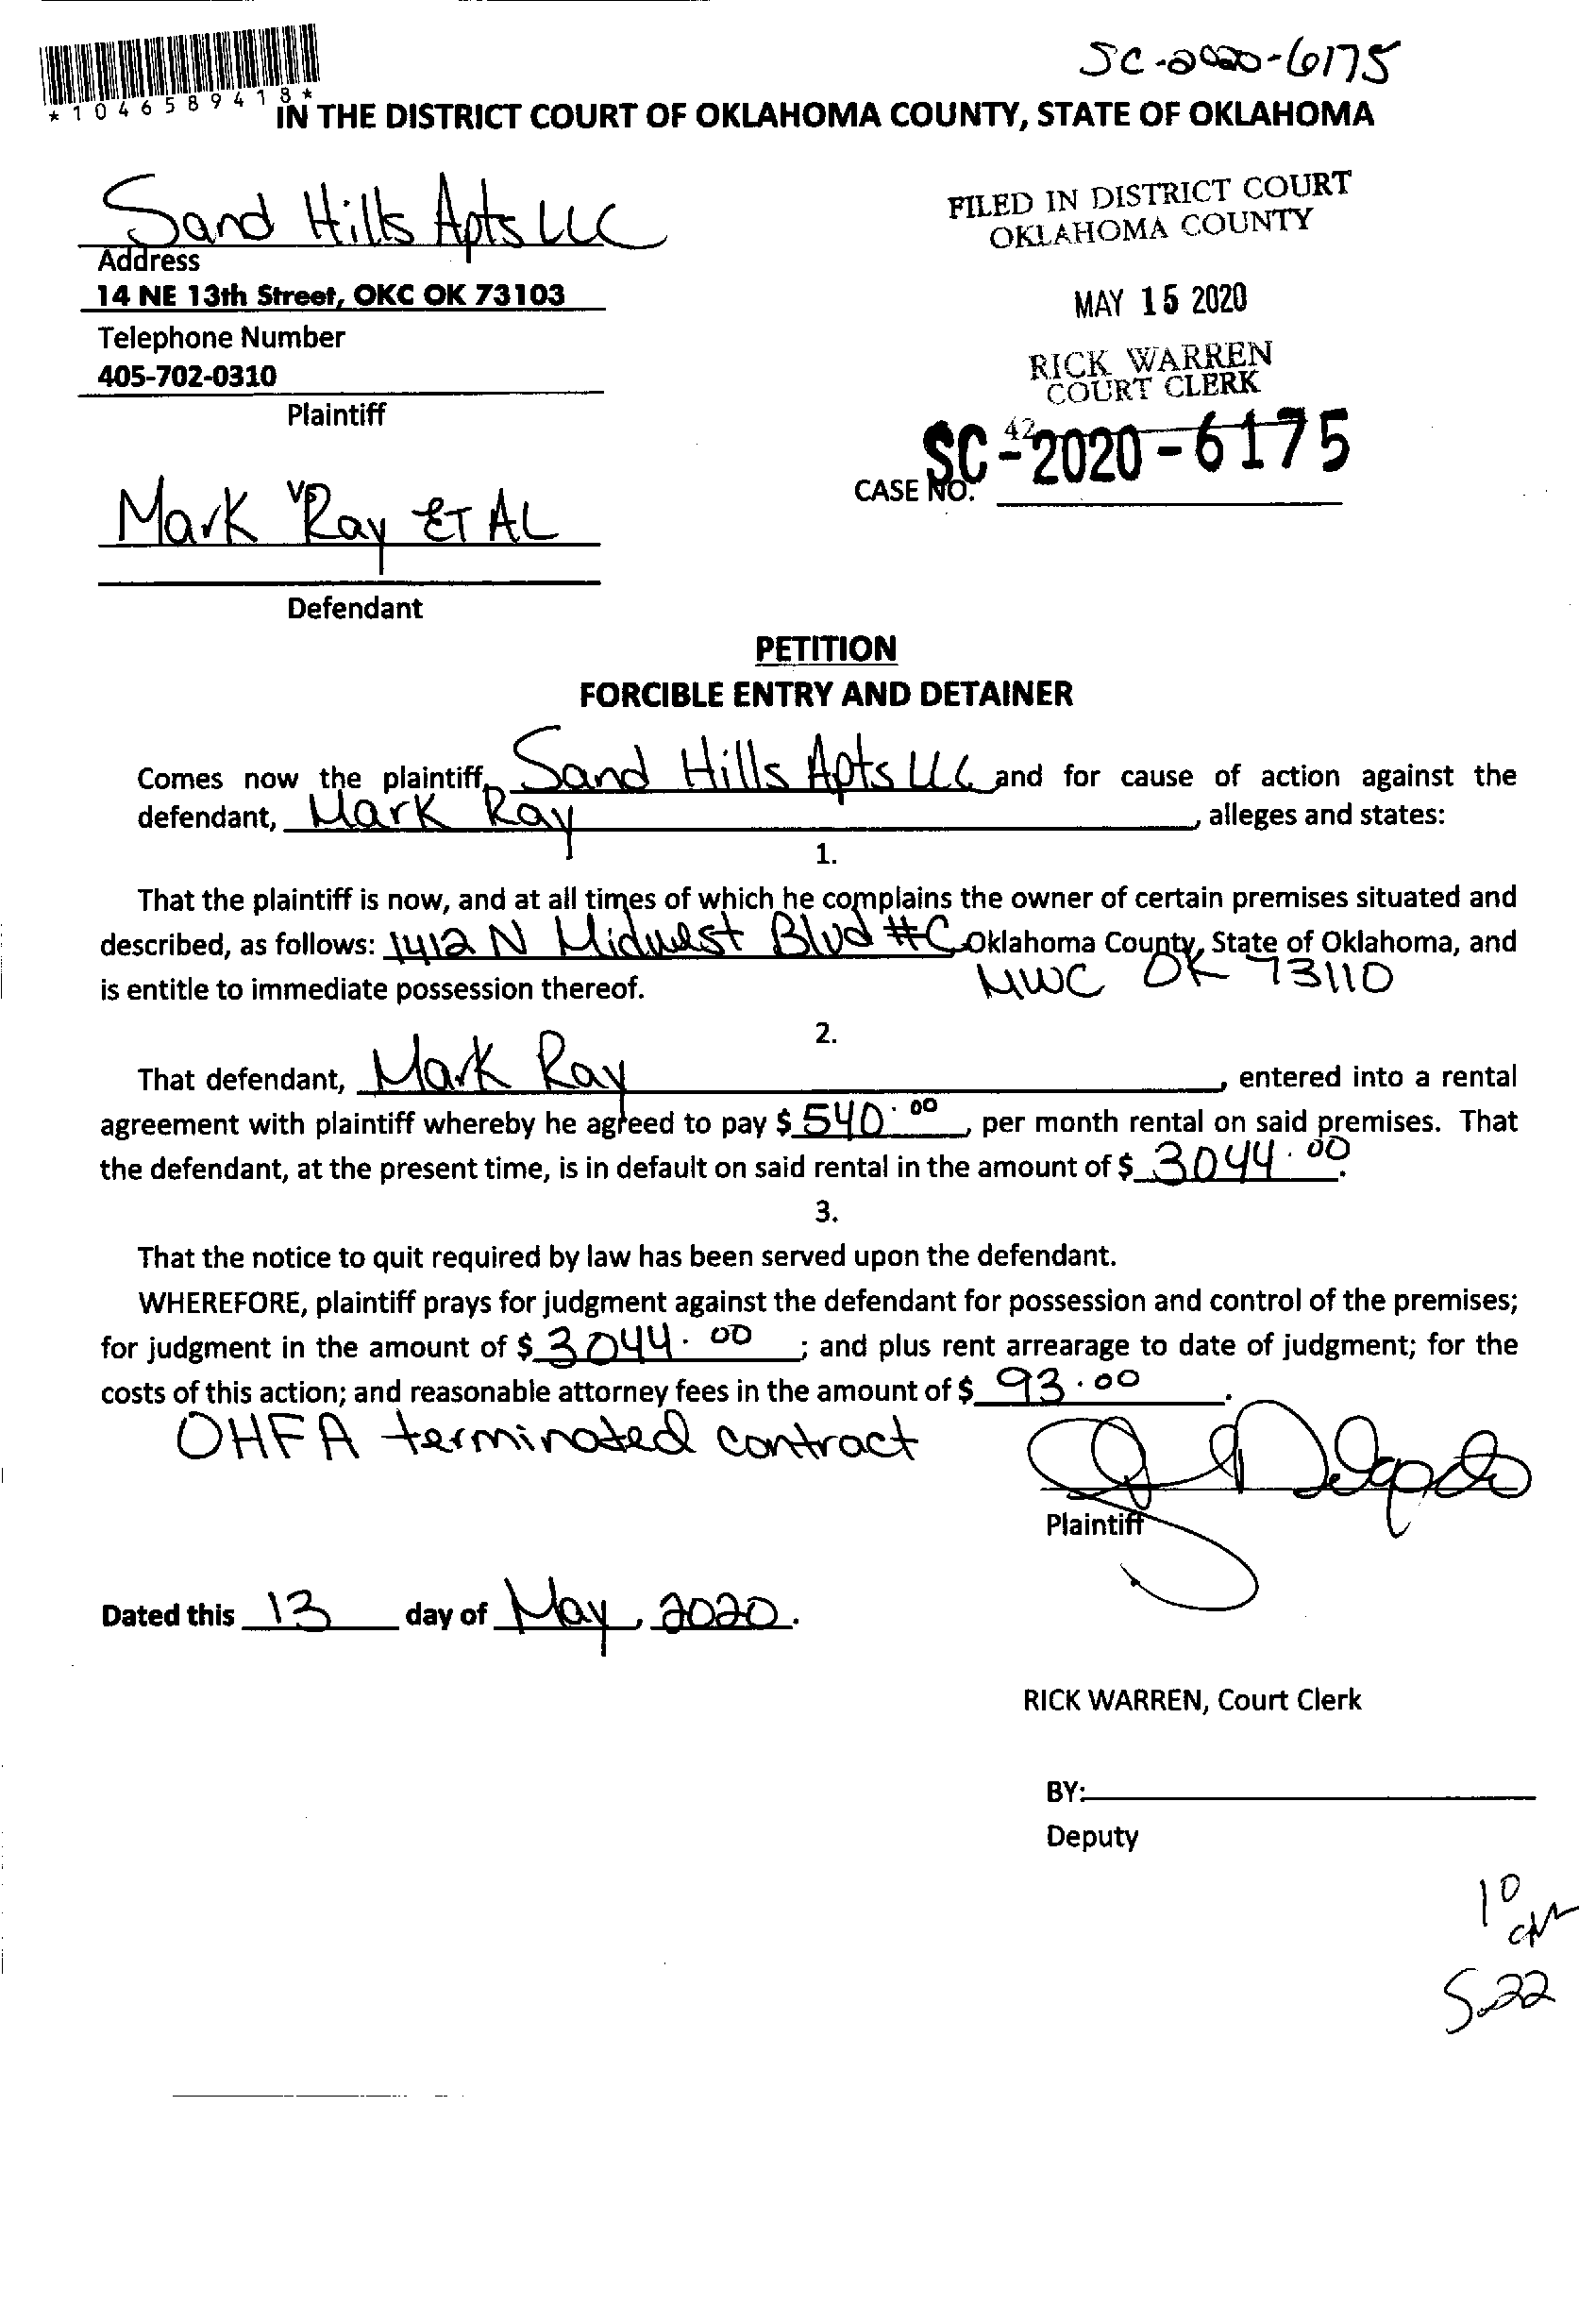 SC-2020-6175
*1046589418*
IN THE DISTRICT COURT OF OKLAHOMA COUNTY, STATE OF OKLAHOMA
Sand Hills Apts LLC
Address
14 NE 13th Street, OKC OK 73103
Telephone Number
405-702-0310
Plaintiff
FILED IN DISTRICT COURT
OKLAHOMA COUNTY
MAY 15 2020
RICK WARREN
COURT CLERK
42
SC-2020-6175
CASE NO.
vs
Mark Ray ET AL
Defendant
PETITION
FORCIBLE ENTRY AND DETAINER
Comes now the plaintiff, Sand Hills Apts LLC and for cause of action against the
defendant, Mark Ray, alleges and states:
1.
That the plaintiff is now, and at all times of which he complains the owner of certain premises situated and
described, as follows: 1412 N Midwest Blvd #C, Oklahoma County, State of Oklahoma, and
MWC OK 73110
is entitle to immediate possession thereof.
2.
That defendant, Mark Ray, entered into a rental
agreement with plaintiff whereby he agreed to pay $ 540.00, per month rental on said premises. That
the defendant, at the present time, is in default on said rental in the amount of $ 3044.00.
3.
That the notice to quit required by law has been served upon the defendant.
WHEREFORE, plaintiff prays for judgment against the defendant for possession and control of the premises;
for judgment in the amount of $ 3044.00 ; and plus rent arrearage to date of judgment; for the
costs of this action; and reasonable attorney fees in the amount of $ 93.00.
OHFA terminated contract
Delgado
Plaintiff
Dated this 13 day of May, 2020.
RICK WARREN, Court Clerk
BY:
Deputy
10
5-22